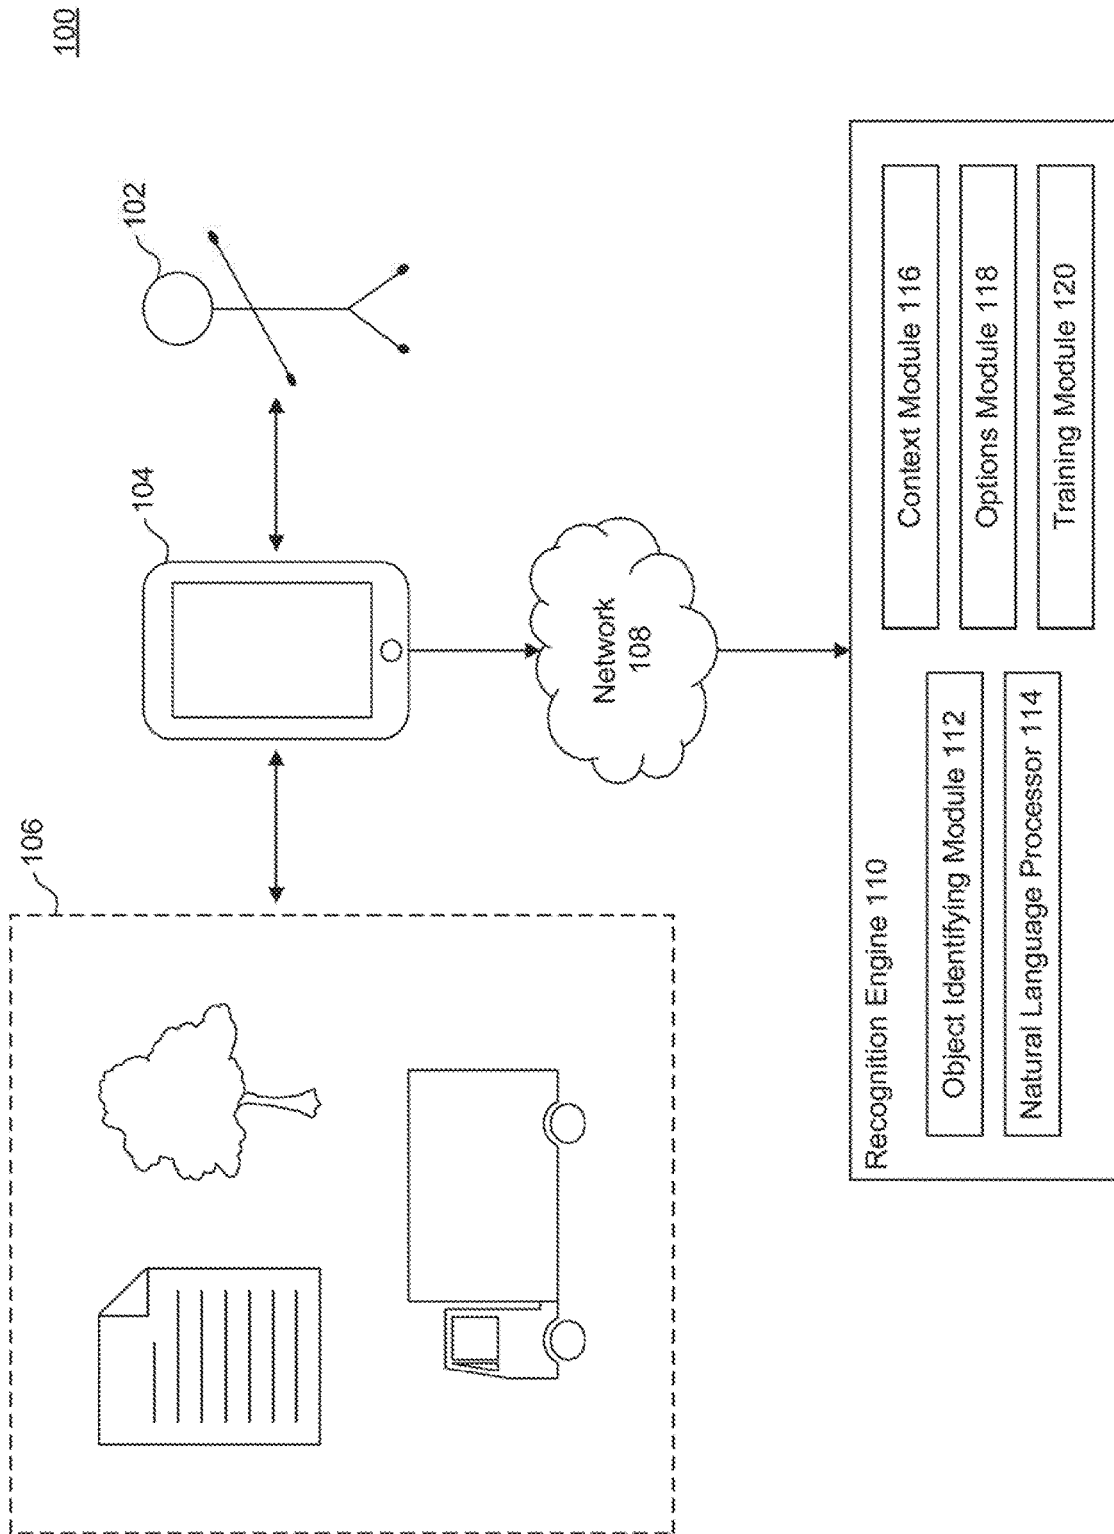 100
102
104
106
Network
108
Recognition Engine 110
Object Identifying Module 112
Natural Language Processor 114
Context Module 116
Options Module 118
Training Module 120